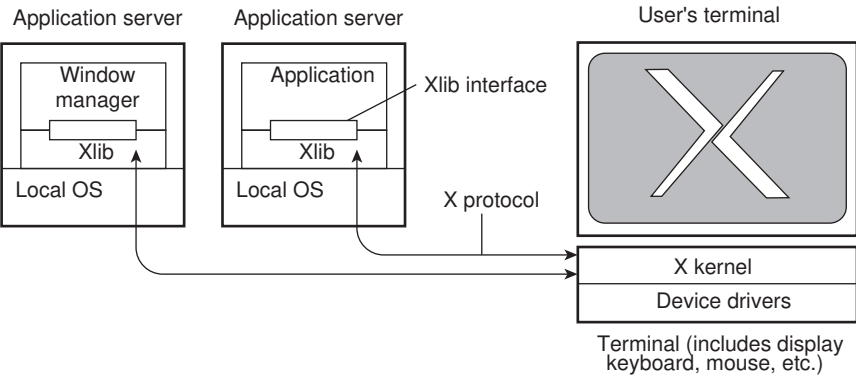 Application server
Application server
User's terminal
Window
manager
Application
Xlib interface
Xlib
Xlib
Local OS
Local OS
X protocol
X kernel
Device drivers
Terminal (includes display
keyboard, mouse, etc.)